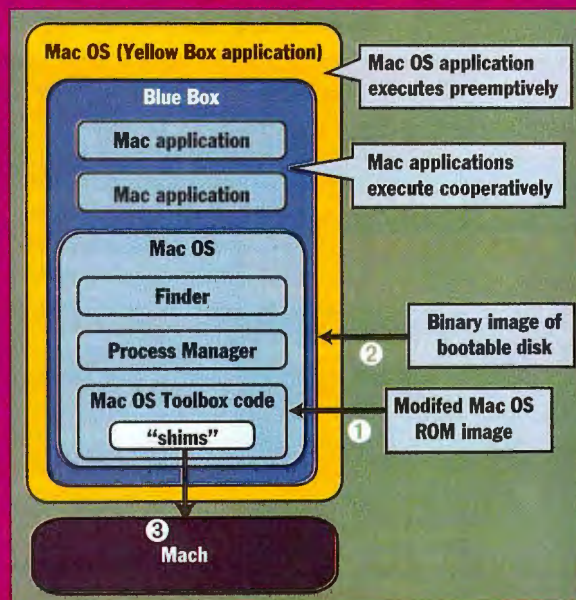 Mac OS (Yellow Box application)
Mac OS application
executes preemptively
Blue Box
Mac application
Mac applications
execute cooperatively
Mac application
Mac OS
Finder
Binary image of
bootable disk
2
Process Manager
Mac OS Toolbox code
Modifed Mac OS
ROM image
1
"shims"
3
Mach